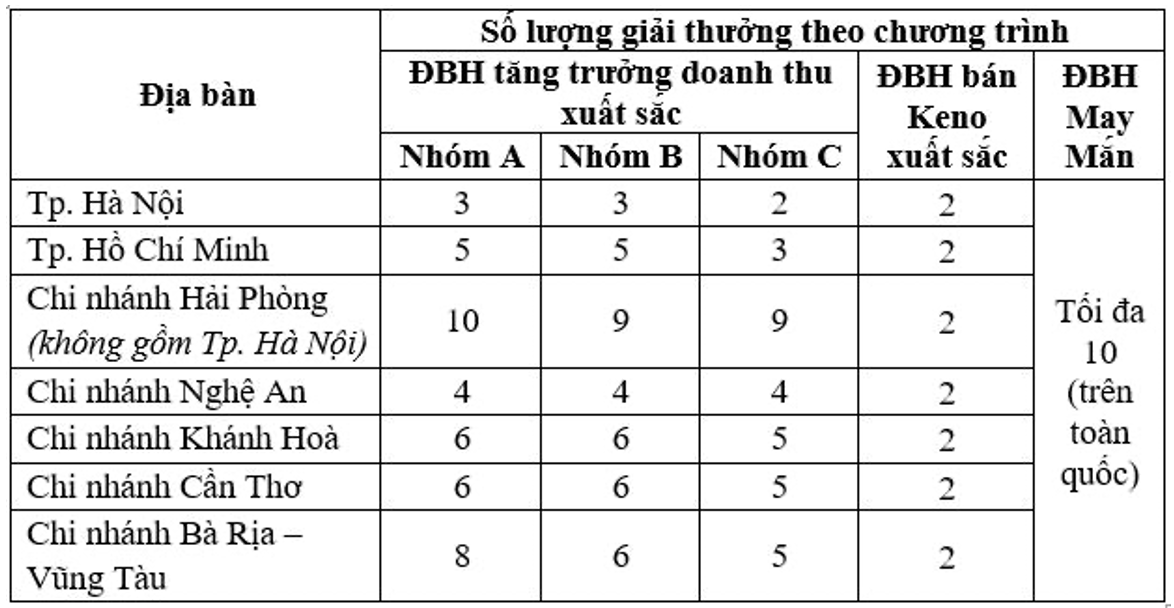 Số lượng giải thưởng theo chương trình
Địa bàn
ĐBH tăng trưởng doanh thu
xuất sắc
ĐBH bán
Keno
xuất sắc
ĐBH
May
Mắn
Nhóm A
Nhóm B
Nhóm C
Tp. Hà Nội
3
3
2
2
Tp. Hồ Chí Minh
5
5
3
2
Chi nhánh Hải Phòng
(không gồm Tp. Hà Nội)
10
9
9
2
Chi nhánh Nghệ An
4
4
4
2
Chi nhánh Khánh Hoà
6
6
5
2
Chi nhánh Cần Thơ
6
6
5
2
Chi nhánh Bà Rịa –
Vũng Tàu
8
6
5
2
Tối đa
10
(trên
toàn
quốc)